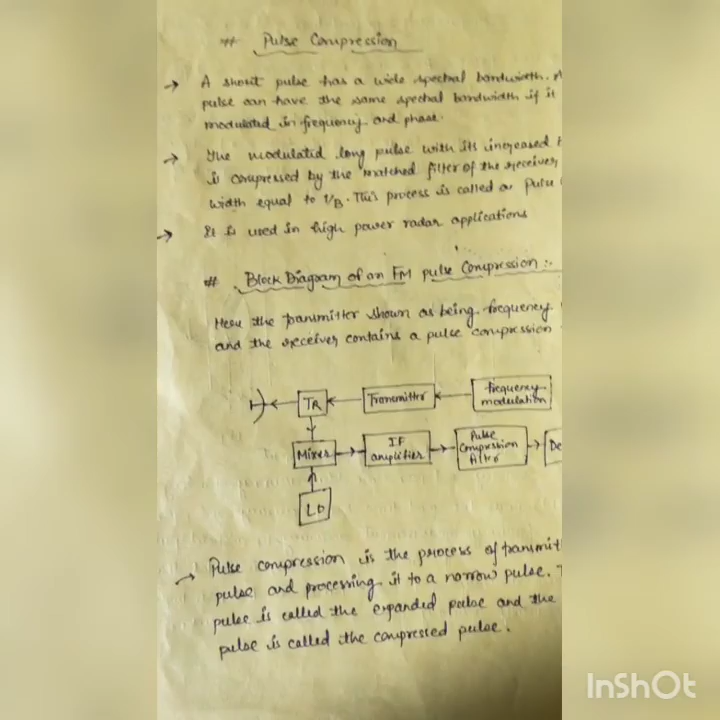 # Pulse Compression
→ A short pulse has a wide spectral bandwidth.
pulse can have the same spectral bandwidth if it
modulated in frequency and phase.
→ The modulated long pulse with its increased
is compressed by the matched filter of the receiver
width equal to 1/B. This process is called as Pulse
→ It is used in high power radar applications
# Block Diagram of an FM pulse Compression:-
Here the transmitter shown as being frequency
and the receiver contains a pulse compression
TR
Transmitter
frequency
modulation
Mixer
IF
amplifier
Pulse
Compression
filter
De
LO
→ Pulse compression is the process of transmit
pulse and processing it to a narrow pulse. T
pulse is called the expanded pulse and the
pulse is called the compressed pulse.
InShOt